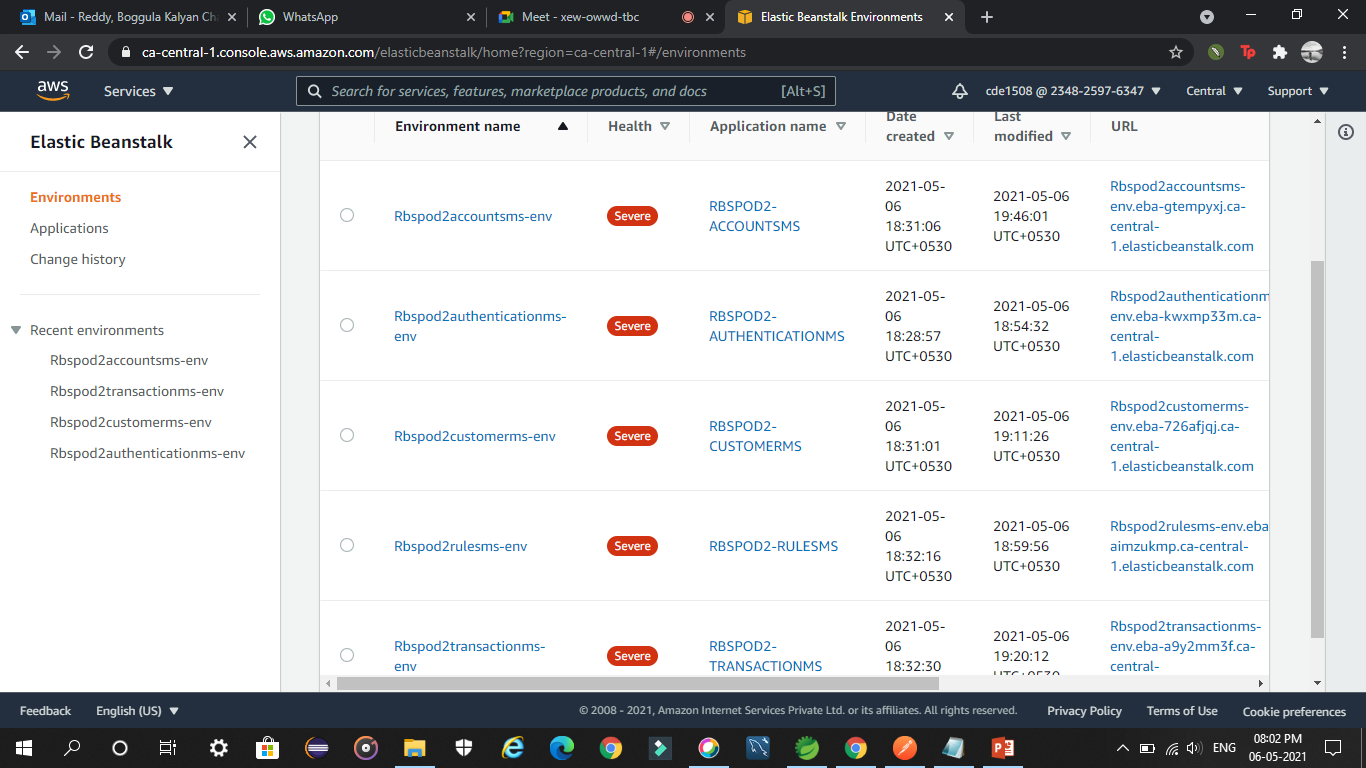 Mail - Reddy, Boggula Kalyan Ch
WhatsApp
Meet - xew-owwd-tbc
Elastic Beanstalk Environments
ca-central-1.console.aws.amazon.com/elasticbeanstalk/home?region=ca-central-1#/environments
aws
Services
Search for services, features, marketplace products, and docs
[Alt+S]
cde1508 @ 2348-2597-6347
Central
Support
Elastic Beanstalk
Environments
Applications
Change history
Recent environments
Rbspod2accountsms-env
Rbspod2transactionms-env
Rbspod2customerms-env
Rbspod2authenticationms-env
Environment name
Health
Application name
Date
created
Last
modified
URL
Rbspod2accountsms-env
Severe
RBSPOD2-
ACCOUNTSMS
2021-05-
06
18:31:06
UTC+0530
2021-05-06
19:46:01
UTC+0530
Rbspod2accountsms-
env.eba-gtempyxj.ca-
central-
1.elasticbeanstalk.com
Rbspod2authenticationms-
env
Severe
RBSPOD2-
AUTHENTICATIONMS
2021-05-
06
18:28:57
UTC+0530
2021-05-06
18:54:32
UTC+0530
Rbspod2authenticationm
env.eba-kwxmp33m.ca-
central-
1.elasticbeanstalk.com
Rbspod2customerms-env
Severe
RBSPOD2-
CUSTOMERMS
2021-05-
06
18:31:01
UTC+0530
2021-05-06
19:11:26
UTC+0530
Rbspod2customerms-
env.eba-726afjqj.ca-
central-
1.elasticbeanstalk.com
Rbspod2rulesms-env
Severe
RBSPOD2-RULESMS
2021-05-
06
18:32:16
UTC+0530
2021-05-06
18:59:56
UTC+0530
Rbspod2rulesms-env.eba
aimzukmp.ca-central-
1.elasticbeanstalk.com
Rbspod2transactionms-
env
Severe
RBSPOD2-
TRANSACTIONMS
2021-05-
06
18:32:30
2021-05-06
19:20:12
UTC+0530
Rbspod2transactionms-
env.eba-a9y2mm3f.ca-
central-
Feedback
English (US)
© 2008 - 2021, Amazon Internet Services Private Ltd. or its affiliates. All rights reserved.
Privacy Policy
Terms of Use
Cookie preferences
ENG
08:02 PM
06-05-2021